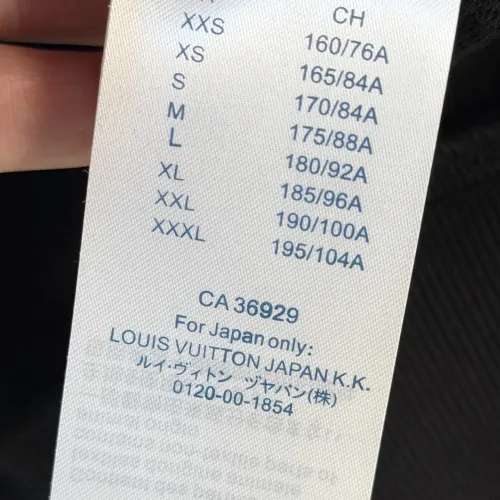 CH
XXS 160/76A
XS 165/84A
S 170/84A
M 175/88A
L 180/92A
XL 185/96A
XXL 190/100A
XXXL 195/104A
CA 36929
For Japan only:
LOUIS VUITTON JAPAN K.K.
ルイ・ヴィトン ヅヤパン(株)
0120-00-1854